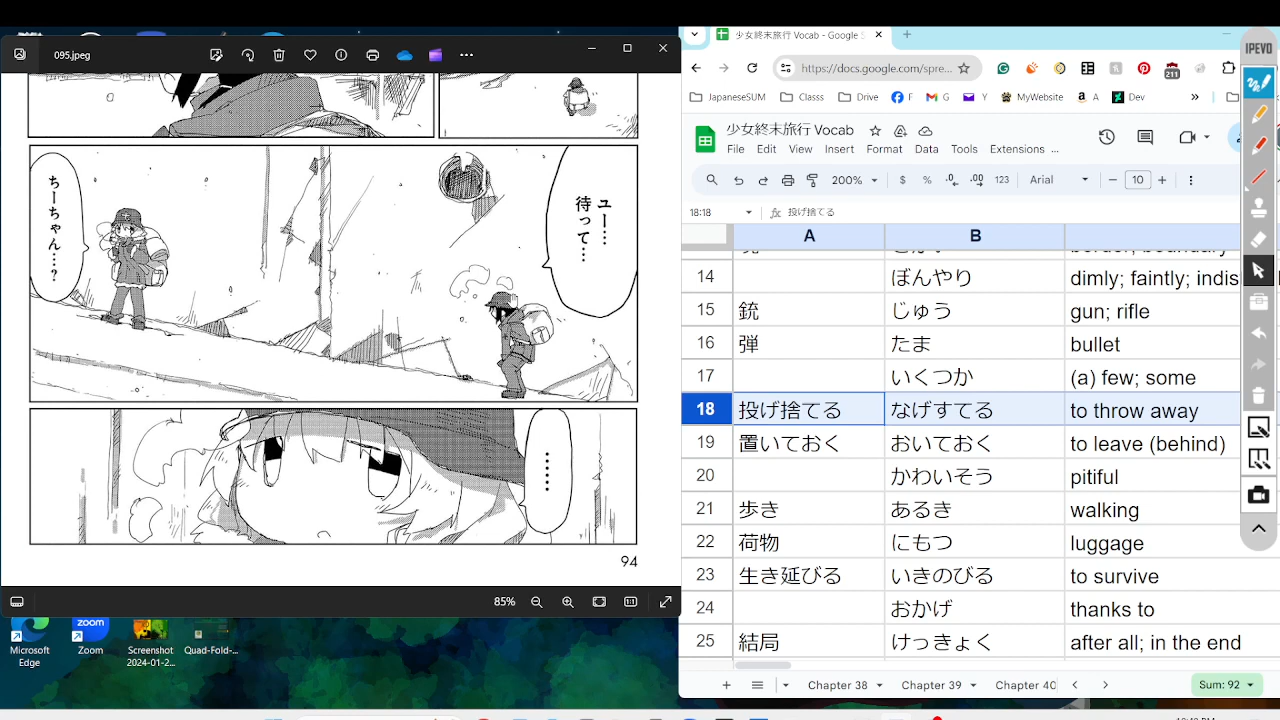 095.jpeg
ユー…
待って…
ちーちゃん…?
………
94
85%
Microsoft
Edge
zoom
Zoom
Screenshot
2024-01-2...
Quad-Fold-...
少女終末旅行 Vocab - Google S
https://docs.google.com/spre...
211
JapaneseSUM
Classs
Drive
F
G
Y
MyWebsite
A
Dev
少女終末旅行 Vocab
File Edit View Insert Format Data Tools Extensions ...
200% $ % .0 .00 123 Arial 10
18:18 fx 投げ捨てる
A B
14 ぼんやり dimly; faintly; indis
15 銃 じゅう gun; rifle
16 弾 たま bullet
17 いくつか (a) few; some
18 投げ捨てる なげすてる to throw away
19 置いておく おいておく to leave (behind)
20 かわいそう pitiful
21 歩き あるき walking
22 荷物 にもつ luggage
23 生き延びる いきのびる to survive
24 おかげ thanks to
25 結局 けっきょく after all; in the end
Chapter 38 Chapter 39 Chapter 40
Sum: 92
IPEVO